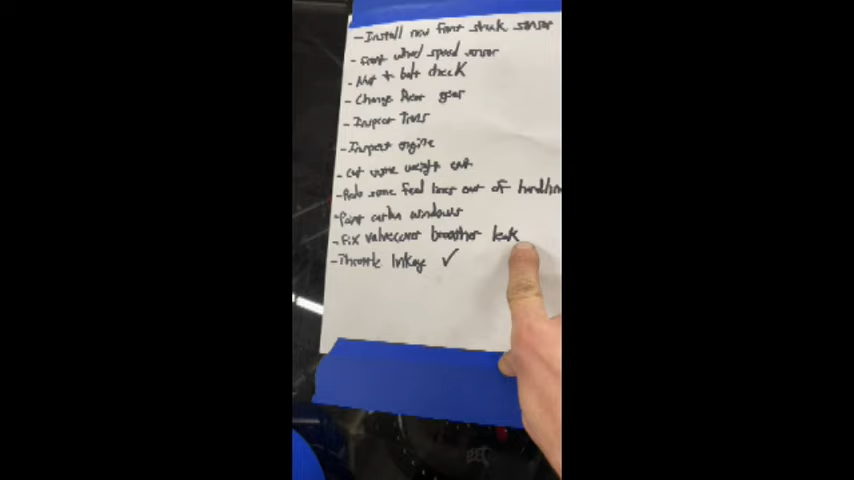 - Install new front shock sensor
- Front wheel speed sensor
- Nut + bolt check
- Change Rear gear
- Inspect Tires
- Inspect engine
- Cut some weight out
- Redo some fuel lines out of
- Paint carbon windows
- Fix valvecover breather leak
- Throttle linkage ✓